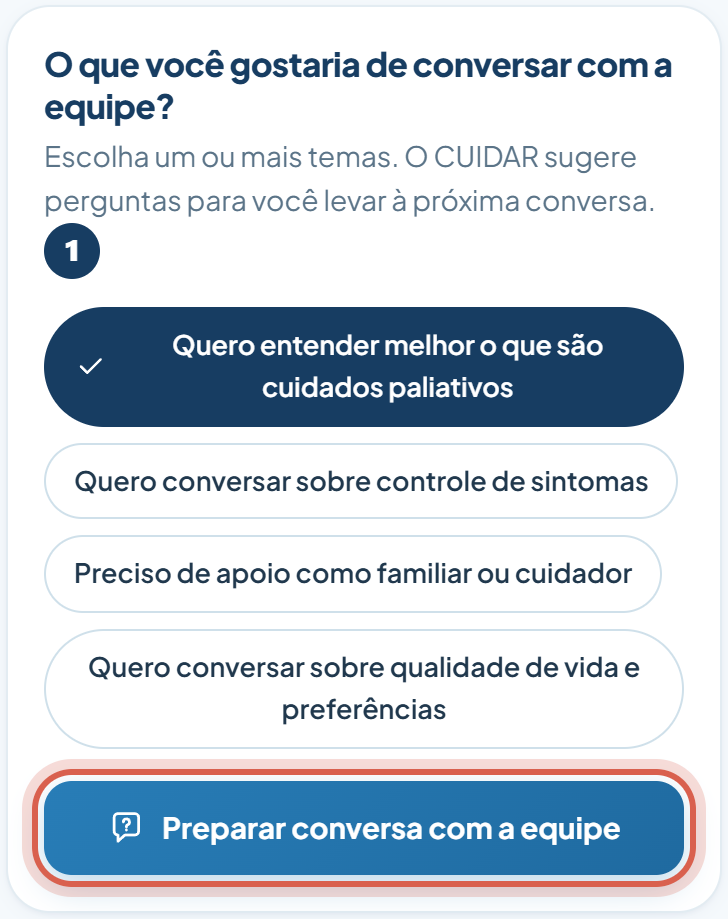 O que você gostaria de conversar com a
equipe?
Escolha um ou mais temas. O CUIDAR sugere
perguntas para você levar à próxima conversa.
1
Quero entender melhor o que são
cuidados paliativos
Quero conversar sobre controle de sintomas
Preciso de apoio como familiar ou cuidador
Quero conversar sobre qualidade de vida e
preferências
Preparar conversa com a equipe